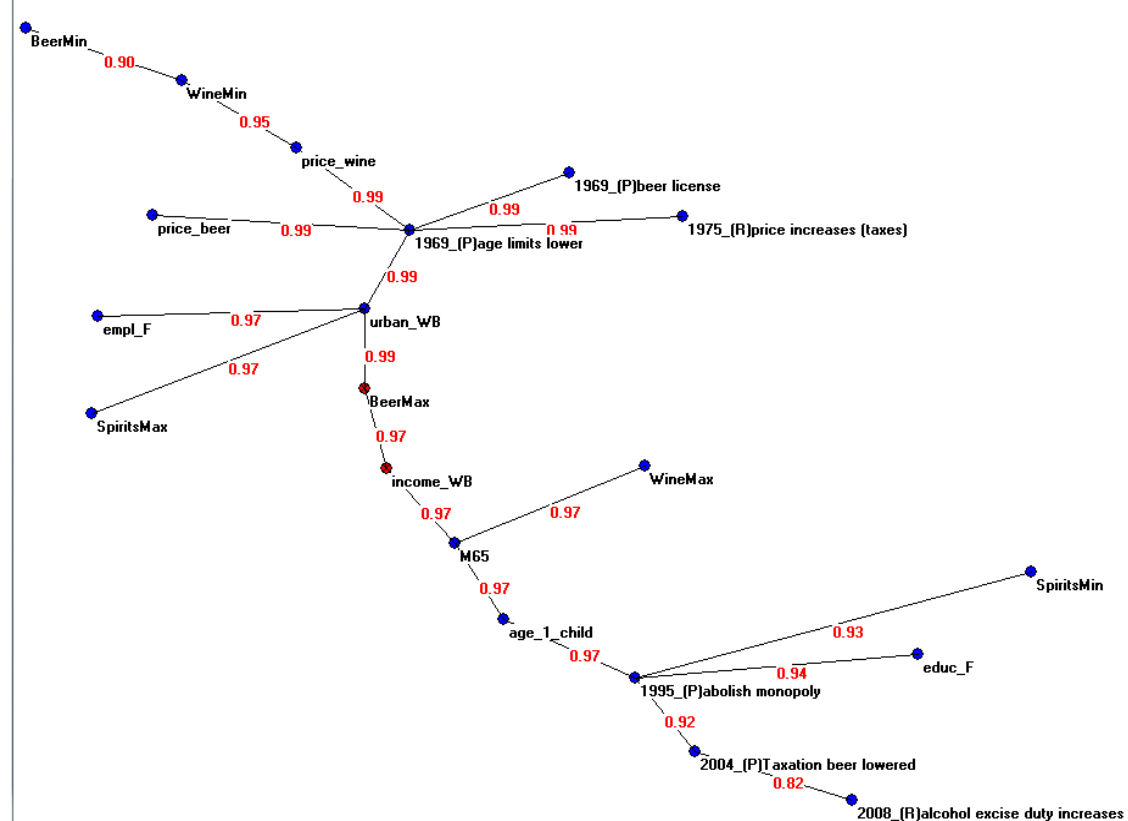 BeerMin
0.90
WineMin
0.95
price_wine
0.99
1969_(P)beer license
0.99
price_beer
0.99
0.99
1975_(R)price increases (taxes)
1969_(P)age limits lower
0.99
empl_F
0.97
urban_WB
0.99
0.97
SpiritsMax
BeerMax
0.97
income_WB
WineMax
0.97
0.97
M65
0.97
SpiritsMin
age_1_child
0.93
0.97
educ_F
0.94
1995_(P)abolish monopoly
0.92
2004_(P)Taxation beer lowered
0.82
2008_(R)alcohol excise duty increases